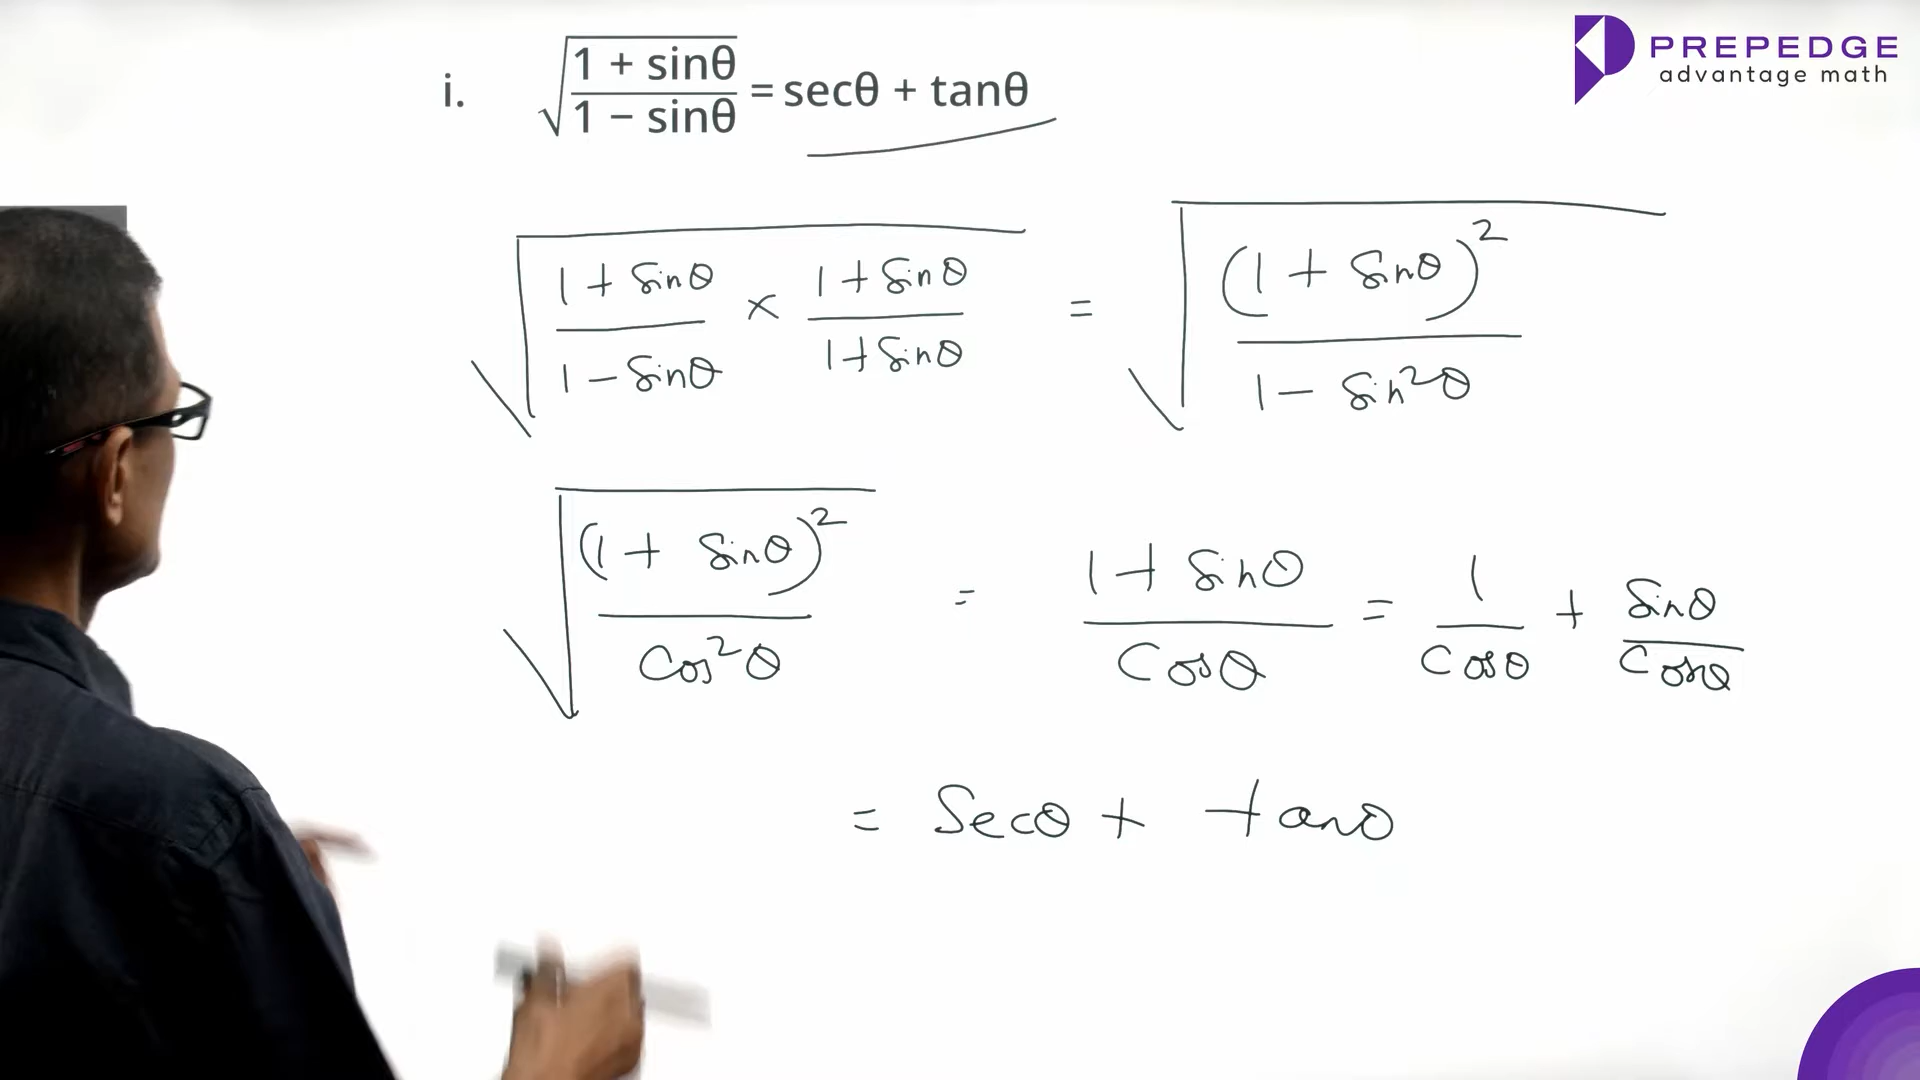 PREPEDGE
advantage math
i. √((1 + sinθ)/(1 − sinθ)) = secθ + tanθ
√((1 + Sinθ)/(1 − Sinθ) × (1 + Sinθ)/(1 + Sinθ)) = √((1 + Sinθ)²/(1 − Sin²θ))
√((1 + Sinθ)²/Cos²θ) = (1 + Sinθ)/Cosθ = 1/Cosθ + Sinθ/Cosθ
= Secθ + tanθ